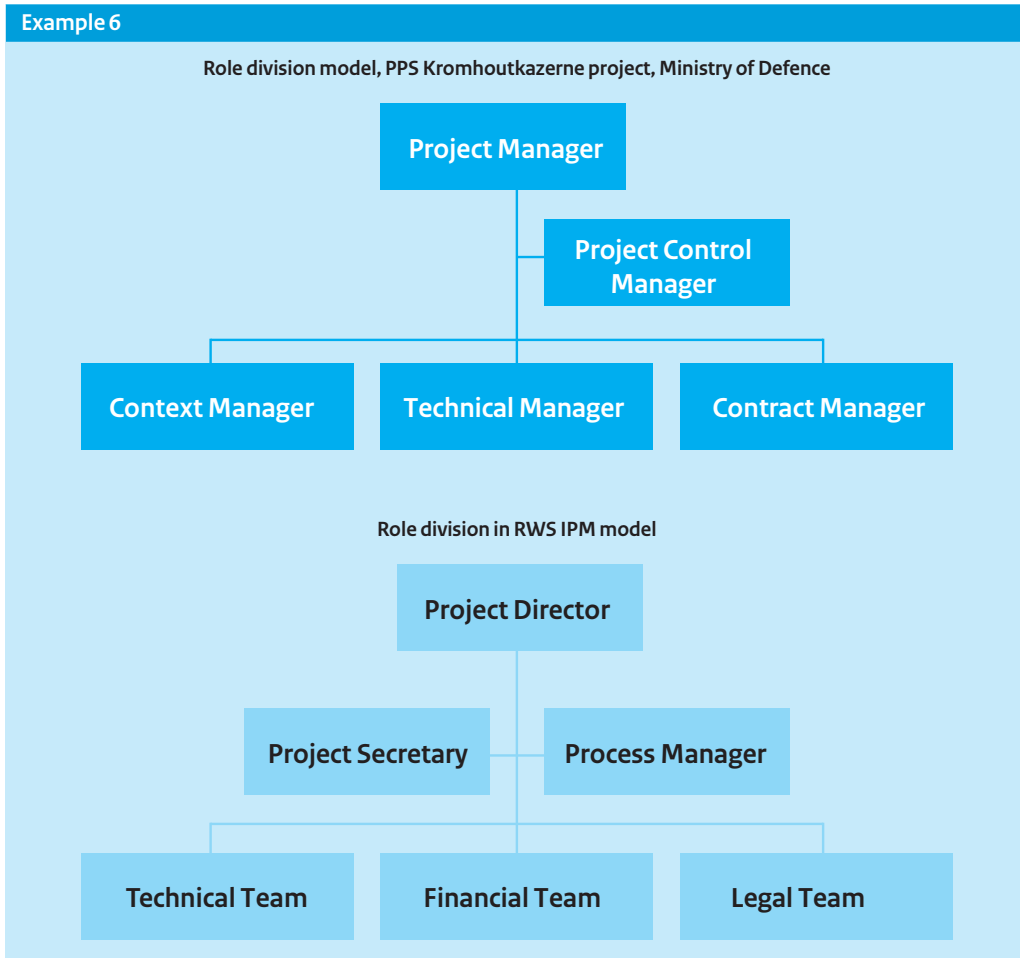 Example 6
Role division model, PPS Kromhoutkazerne project, Ministry of Defence
Project Manager
Project Control
Manager
Context Manager
Technical Manager
Contract Manager
Role division in RWS IPM model
Project Director
Project Secretary
Process Manager
Technical Team
Financial Team
Legal Team